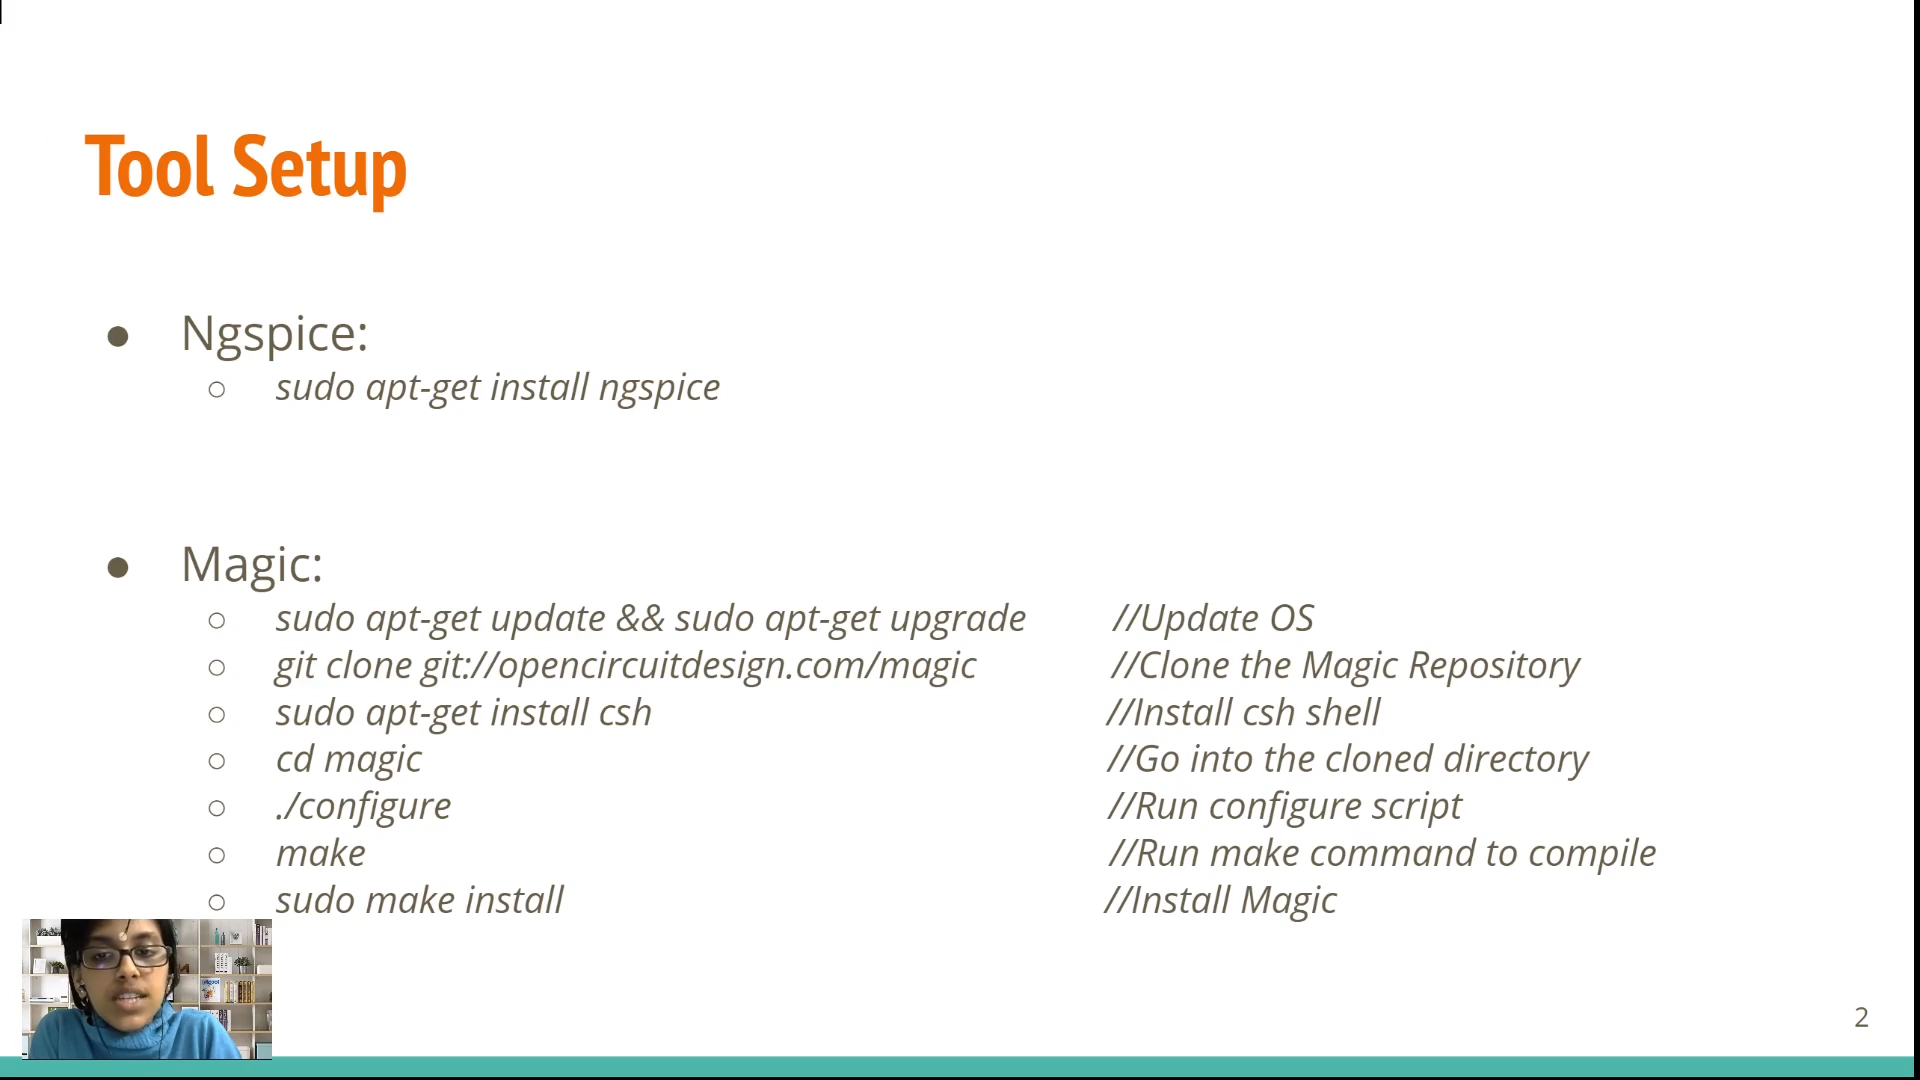 Tool Setup
● Ngspice:
○ sudo apt-get install ngspice
● Magic:
○ sudo apt-get update && sudo apt-get upgrade //Update OS
○ git clone git://opencircuitdesign.com/magic //Clone the Magic Repository
○ sudo apt-get install csh //Install csh shell
○ cd magic //Go into the cloned directory
○ ./configure //Run configure script
○ make //Run make command to compile
○ sudo make install //Install Magic
2